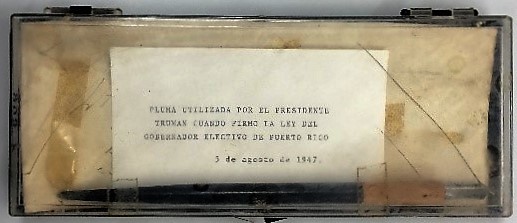 PLUMA UTILIZADA POR EL PRESIDENTE
TRUMAN CUANDO FIRMO LA LEY DEL
GOBERNADOR ELECTIVO DE PUERTO RICO
5 de agosto de 1947.